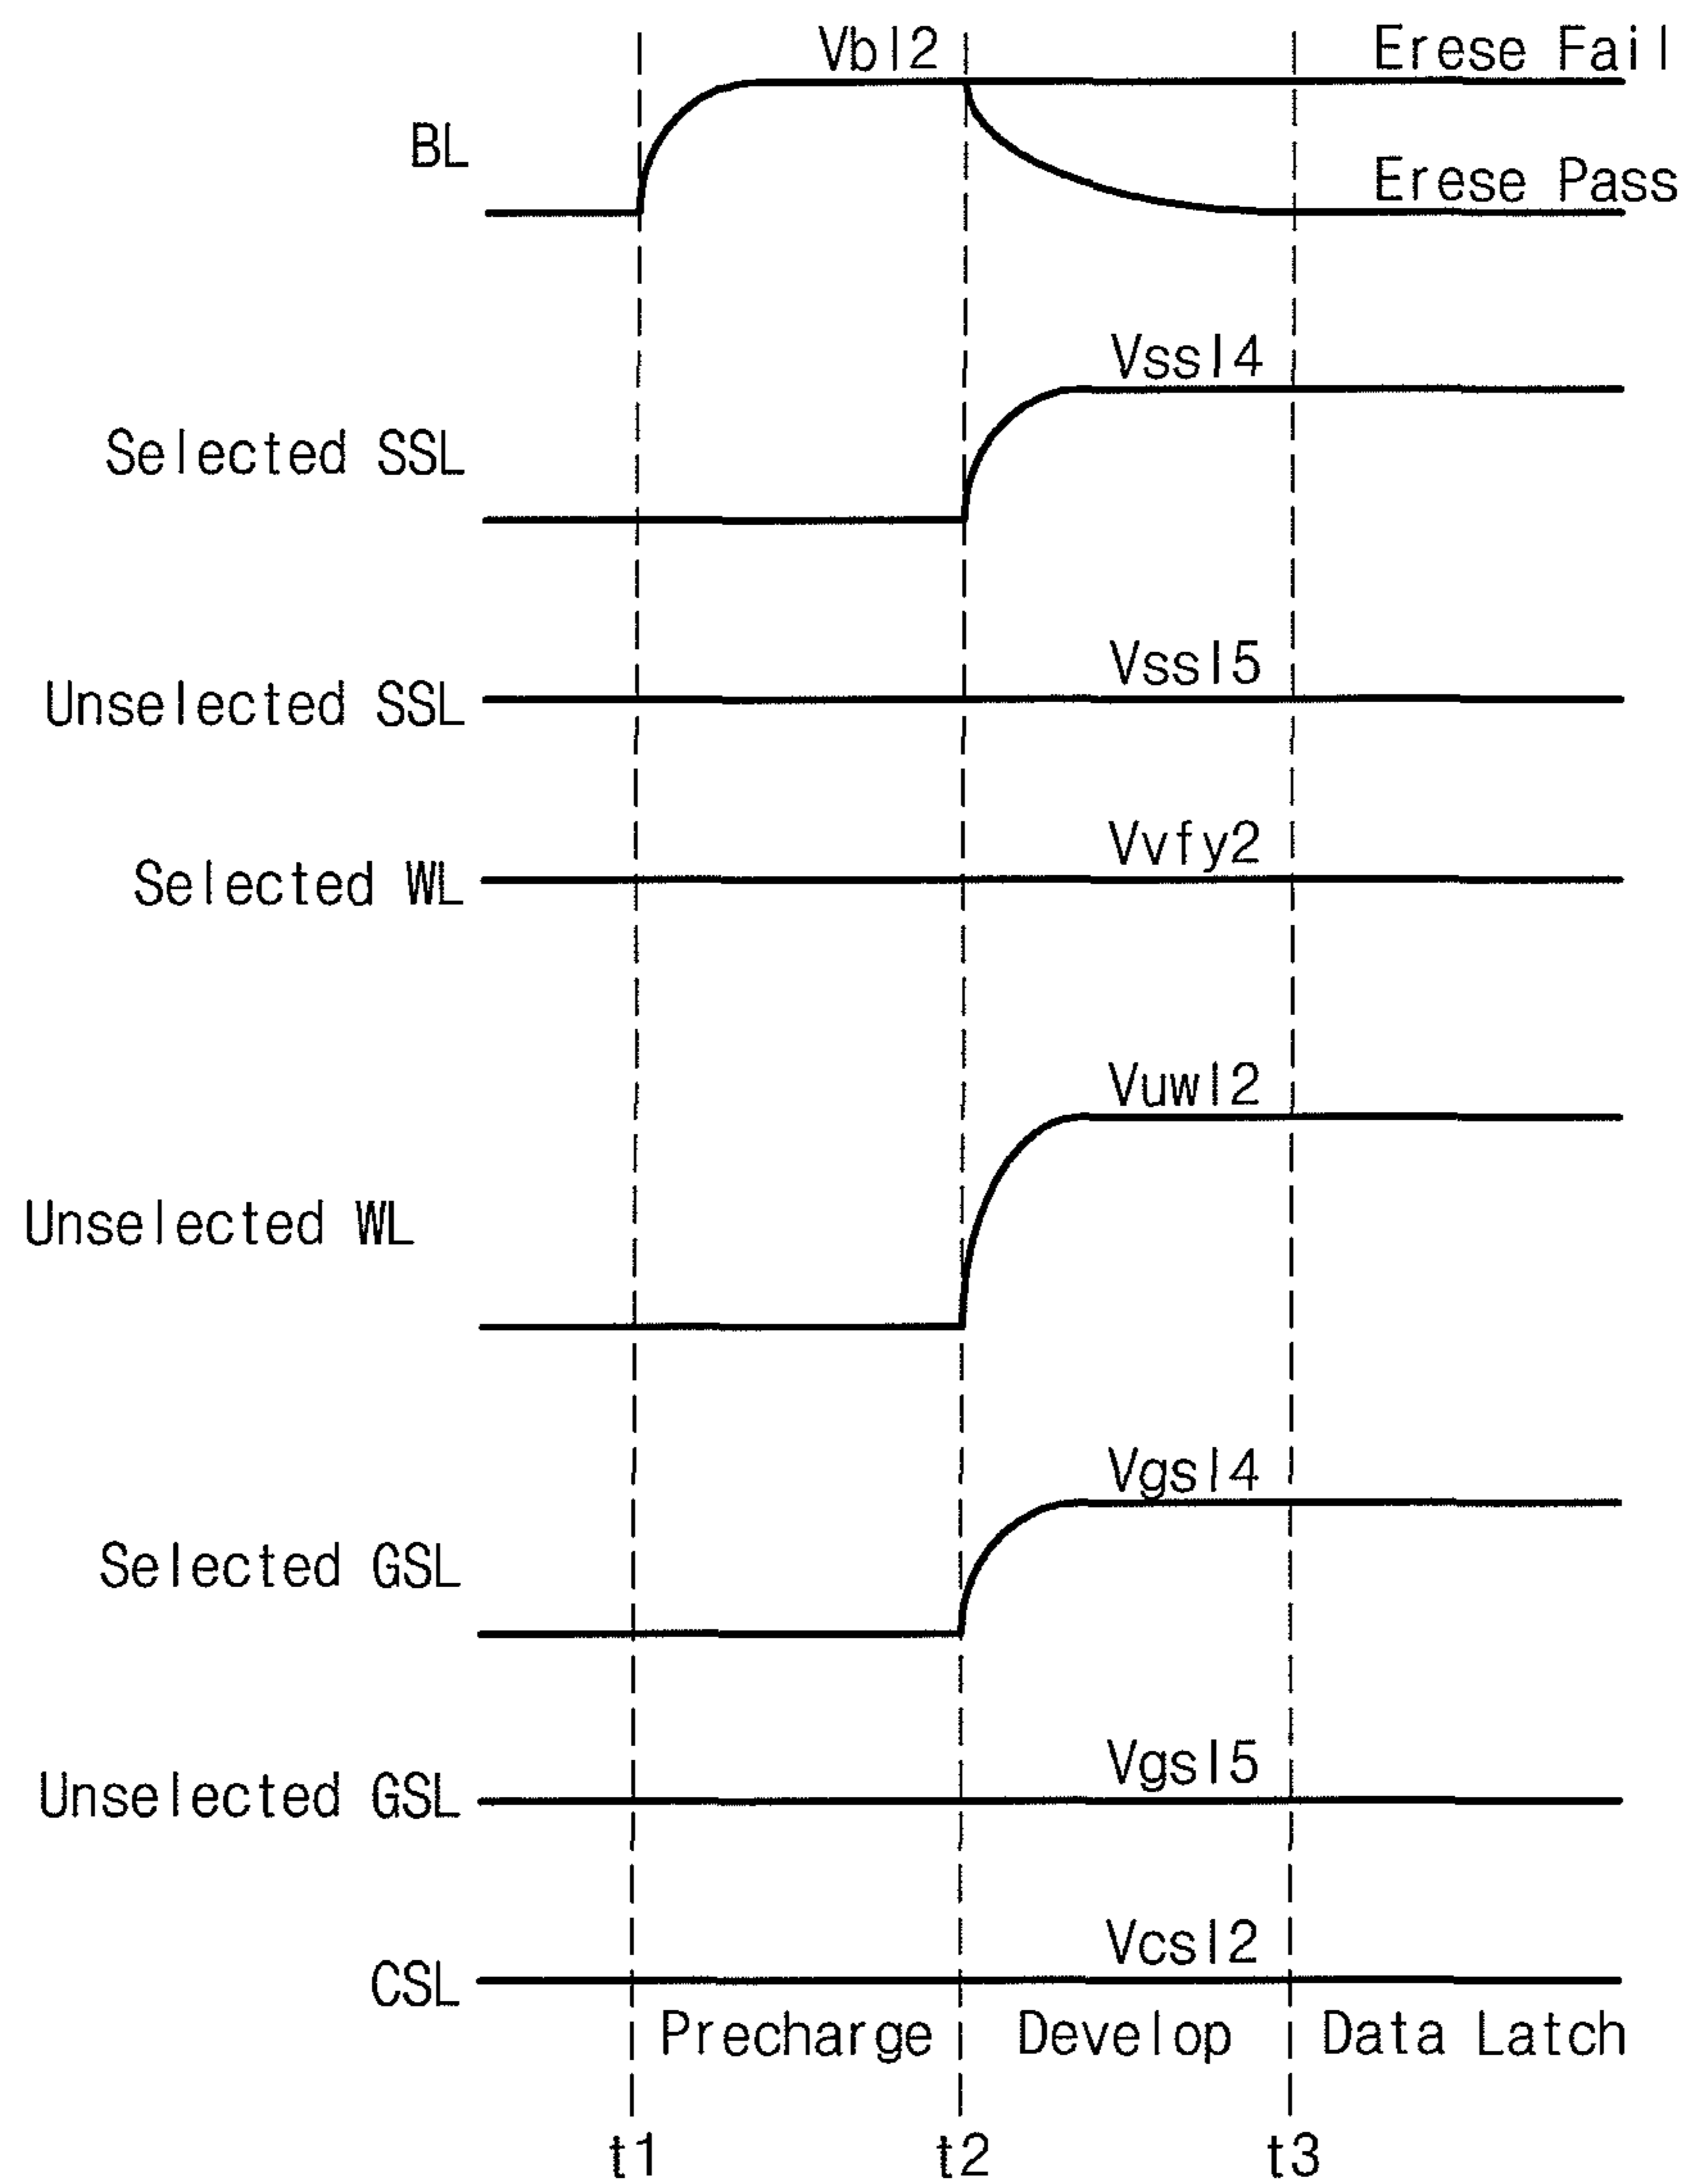 Vbl2
Erese Fail
BL
Erese Pass
Vssl4
Selected SSL
Vssl5
Unselected SSL
Vvfy2
Selected WL
Vuwl2
Unselected WL
Vgsl4
Selected GSL
Vgsl5
Unselected GSL
Vcsl2
CSL
Precharge
Develop
Data Latch
t1
t2
t3